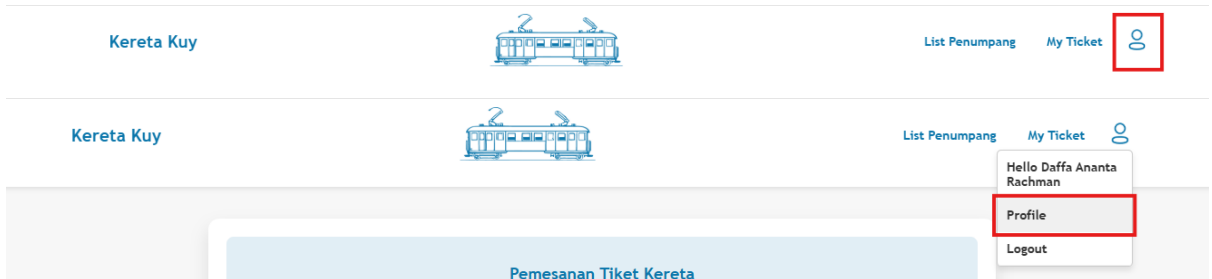 Kereta Kuy
List Penumpang
My Ticket
Kereta Kuy
List Penumpang
My Ticket
Hello Daffa Ananta
Rachman
Profile
Logout
Pemesanan Tiket Kereta